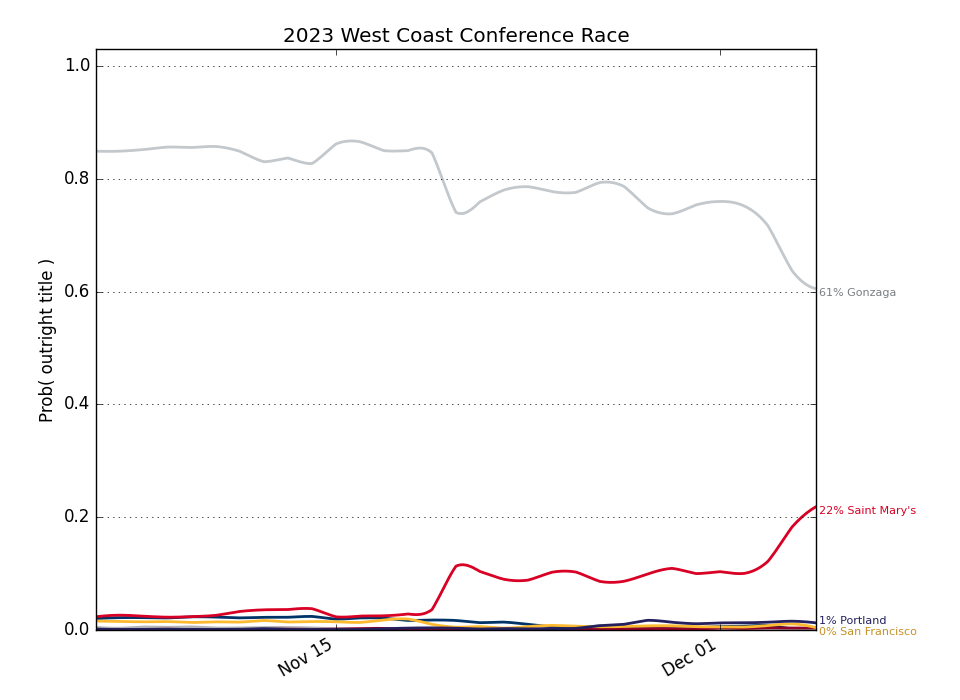 2023 West Coast Conference Race
1.0
0.8
0.6
0.4
0.2
0.0
Prob( outright title )
Nov 15
Dec 01
61% Gonzaga
22% Saint Mary's
1% Portland
0% San Francisco